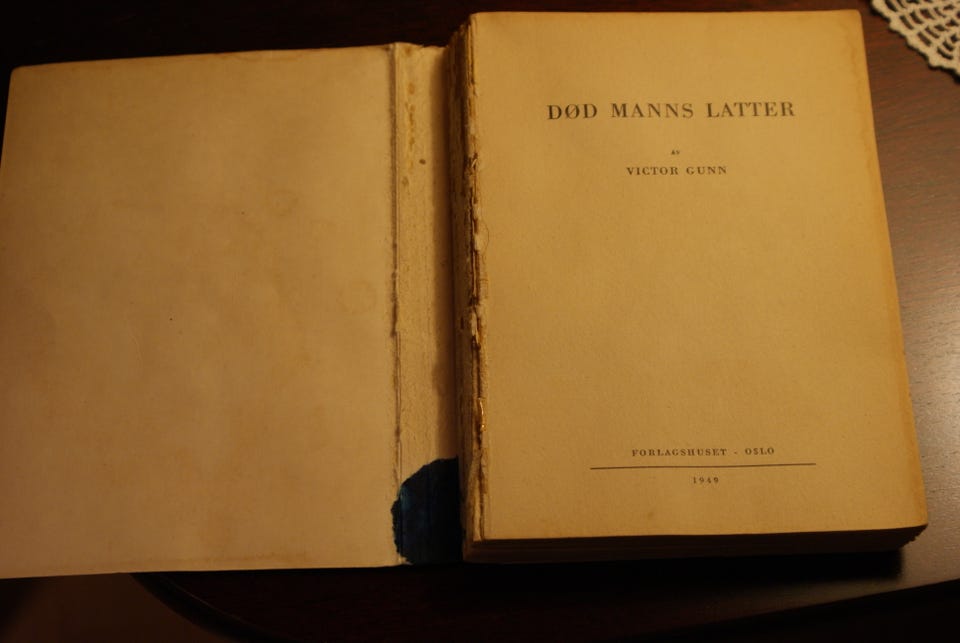 DØD MANNS LATTER
AV
VICTOR GUNN
FORLAGSHUSET - OSLO
1949